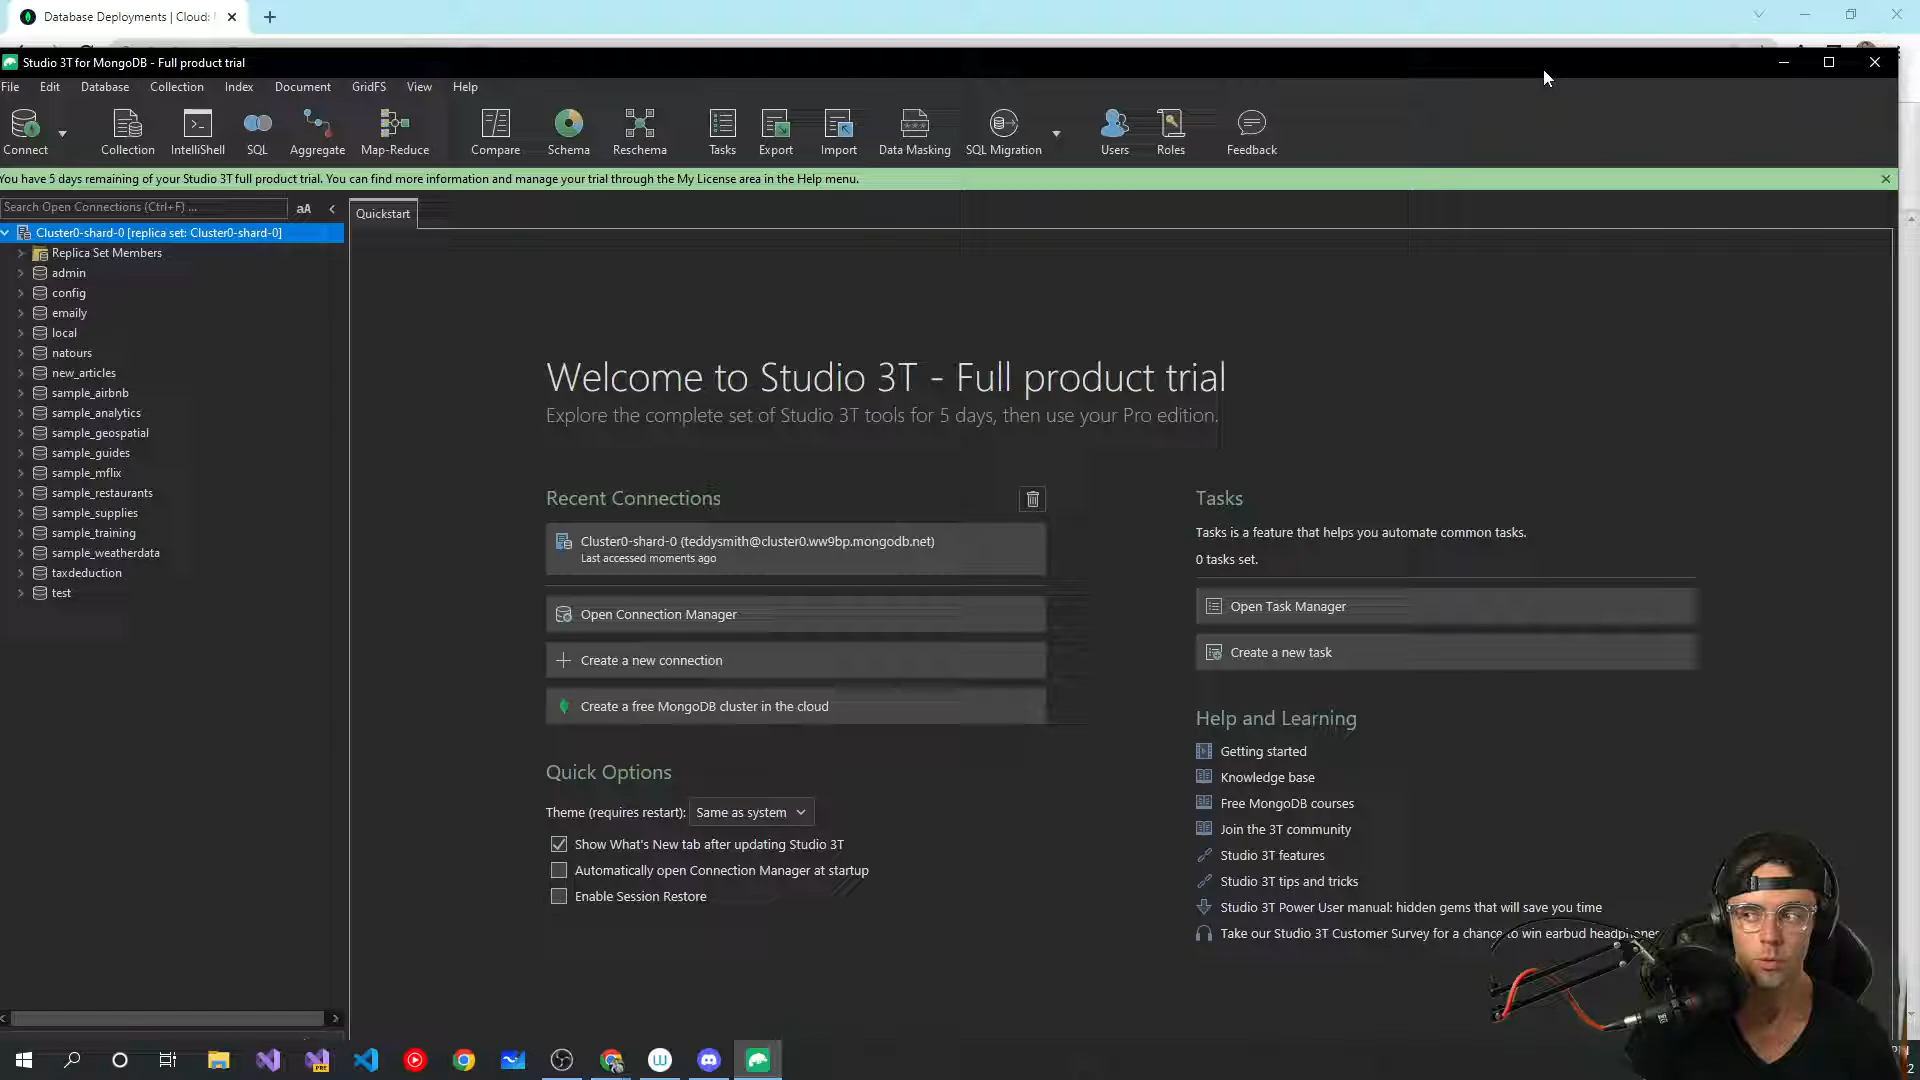 Database Deployments | Cloud:
Studio 3T for MongoDB - Full product trial
File Edit Database Collection Index Document GridFS View Help
Connect Collection IntelliShell SQL Aggregate Map-Reduce Compare Schema Reschema Tasks Export Import Data Masking SQL Migration Users Roles Feedback
You have 5 days remaining of your Studio 3T full product trial. You can find more information and manage your trial through the My License area in the Help menu.
Search Open Connections (Ctrl+F) ... aA
Quickstart
Cluster0-shard-0 [replica set: Cluster0-shard-0]
Replica Set Members
admin
config
emaily
local
natours
new_articles
sample_airbnb
sample_analytics
sample_geospatial
sample_guides
sample_mflix
sample_restaurants
sample_supplies
sample_training
sample_weatherdata
taxdeduction
test
Welcome to Studio 3T - Full product trial
Explore the complete set of Studio 3T tools for 5 days, then use your Pro edition.
Recent Connections
Cluster0-shard-0 (teddysmith@cluster0.ww9bp.mongodb.net)
Last accessed moments ago
Open Connection Manager
Create a new connection
Create a free MongoDB cluster in the cloud
Quick Options
Theme (requires restart): Same as system
Show What's New tab after updating Studio 3T
Automatically open Connection Manager at startup
Enable Session Restore
Tasks
Tasks is a feature that helps you automate common tasks.
0 tasks set.
Open Task Manager
Create a new task
Help and Learning
Getting started
Knowledge base
Free MongoDB courses
Join the 3T community
Studio 3T features
Studio 3T tips and tricks
Studio 3T Power User manual: hidden gems that will save you time
Take our Studio 3T Customer Survey for a chance to win earbud headphones
PRE